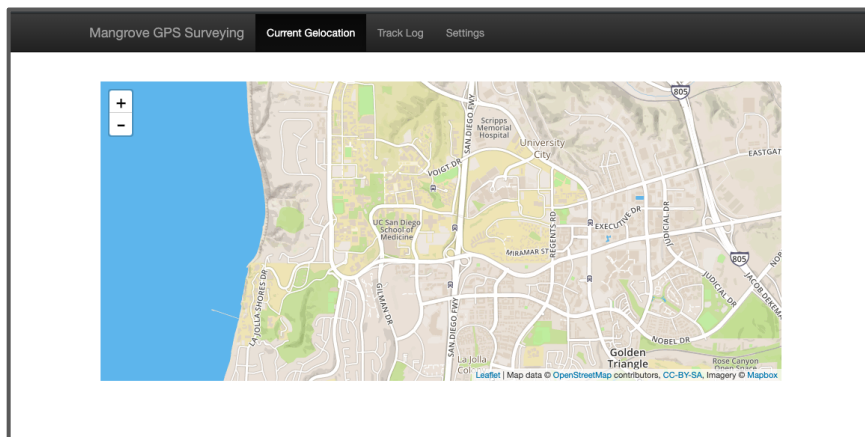 Mangrove GPS Surveying Current Gelocation Track Log Settings
+
−
805
SAN DIEGO FWY
Scripps
Memorial
Hospital
University
City
VOIGT DR
EASTGAT
UC San Diego
School of
Medicine
REGENTS RD
EXECUTIVE DR
JUDICIAL DR
MIRAMAR ST
805
NOR
LA JOLLA SHORES DR
GILMAN DR
SAN DIEGO FWY
JUDICIAL DR
JACOB DEKEMA
NOBEL DR
Golden
Triangle
La Jolla
Rose Canyon
Leaflet | Map data © OpenStreetMap contributors, CC-BY-SA, Imagery © Mapbox